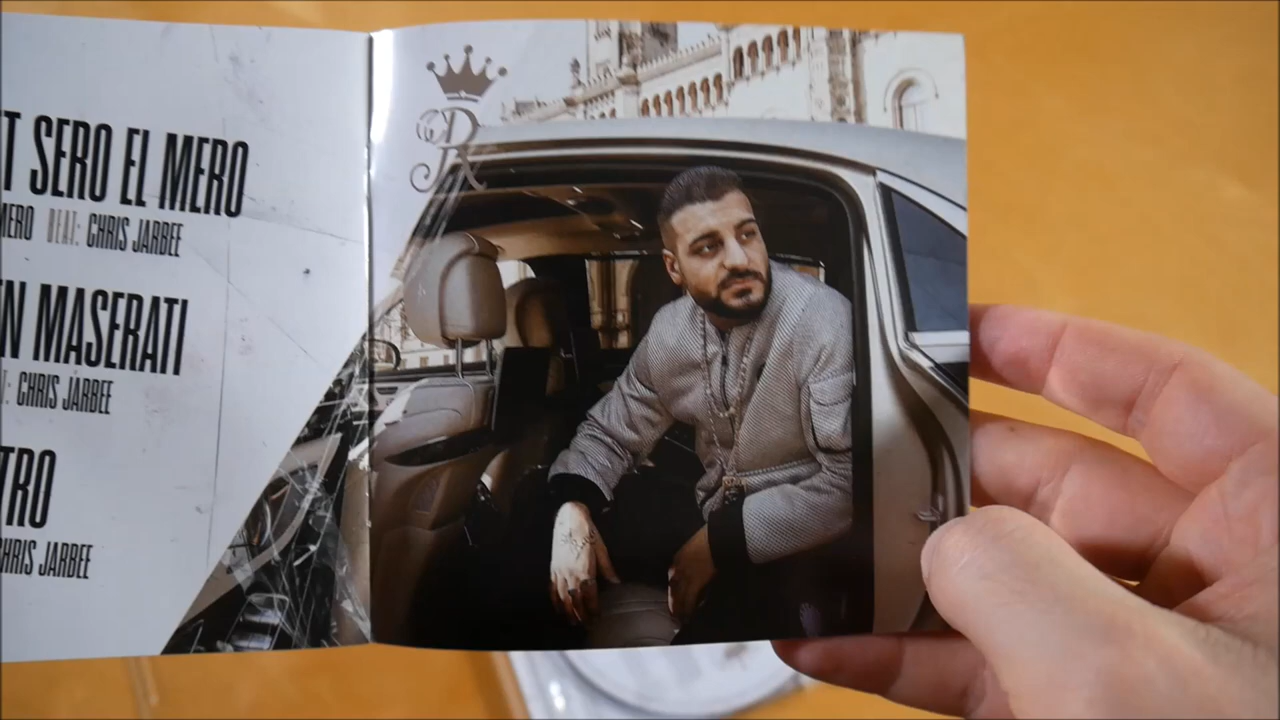 T SERO EL MERO
MERO BEAT: CHRIS JARBEE
N MASERATI
T: CHRIS JARBEE
TRO
CHRIS JARBEE
R